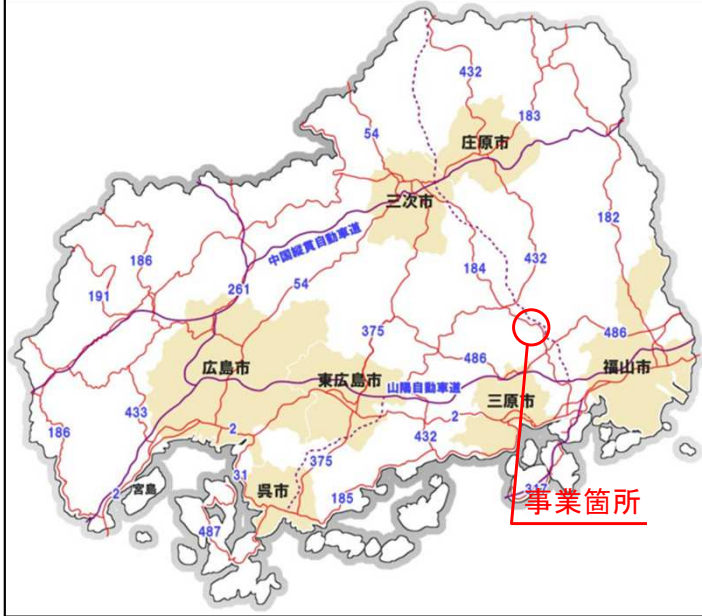 432
183
54
庄原市
三次市
182
中国縦貫自動車道
186
184
432
261
54
191
375
486
広島市
486
福山市
東広島市
山陽自動車道
三原市
433
2
2
186
432
375
31
宮島
2
呉市
185
317
487
事業箇所